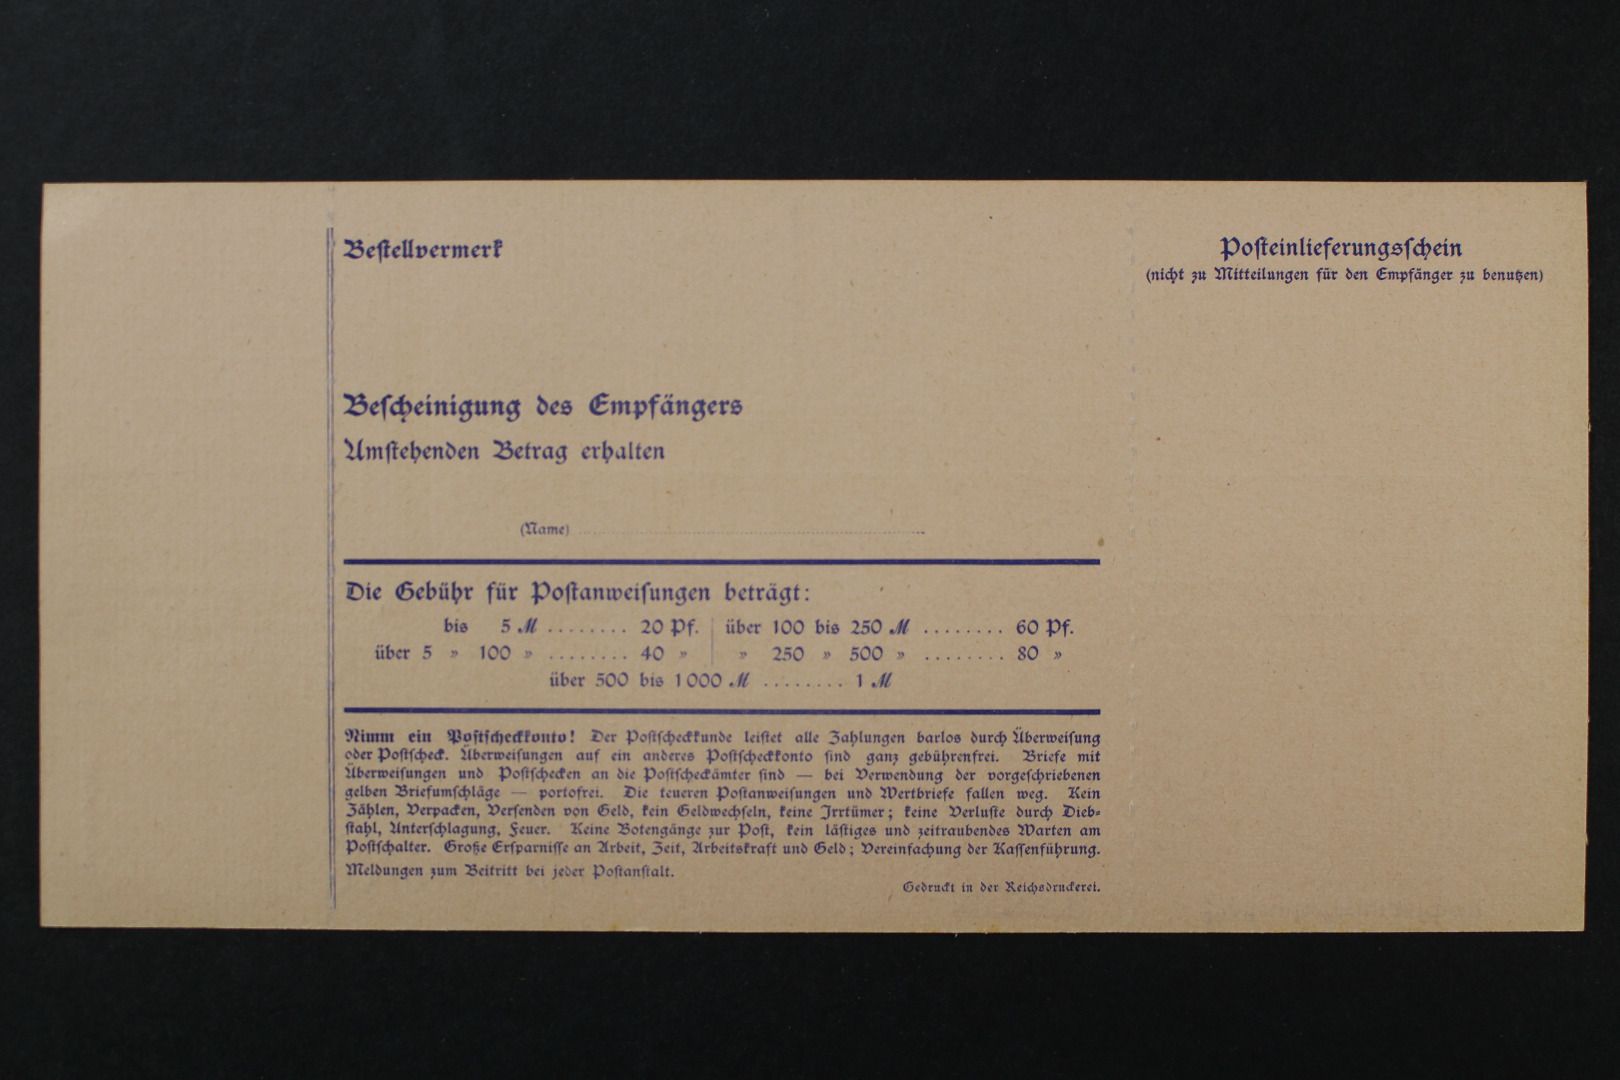 Bestellvermerk
Posteinlieferungsschein
(nicht zu Mitteilungen für den Empfänger zu benutzen)
Bescheinigung des Empfängers
Umstehenden Betrag erhalten
(Name)
Die Gebühr für Postanweisungen beträgt:
bis 5 ℳ ........ 20 Pf. über 100 bis 250 ℳ ........ 60 Pf.
über 5 » 100 » ........ 40 » » 250 » 500 » ........ 80 »
über 500 bis 1000 ℳ ........ 1 ℳ
Nimm ein Postscheckkonto! Der Postscheckkunde leistet alle Zahlungen barlos durch Überweisung
oder Postscheck. Überweisungen auf ein anderes Postscheckkonto sind ganz gebührenfrei. Briefe mit
Überweisungen und Postschecken an die Postscheckämter sind — bei Verwendung der vorgeschriebenen
gelben Briefumschläge — portofrei. Die teueren Postanweisungen und Wertbriefe fallen weg. Kein
Zählen, Verpacken, Versenden von Geld, kein Geldwechseln, keine Irrtümer; keine Verluste durch Dieb-
stahl, Unterschlagung, Feuer. Keine Botengänge zur Post, kein lästiges und zeitraubendes Warten am
Postschalter. Große Ersparnisse an Arbeit, Zeit, Arbeitskraft und Geld; Vereinfachung der Kassenführung.
Meldungen zum Beitritt bei jeder Postanstalt.
Gedruckt in der Reichsdruckerei.